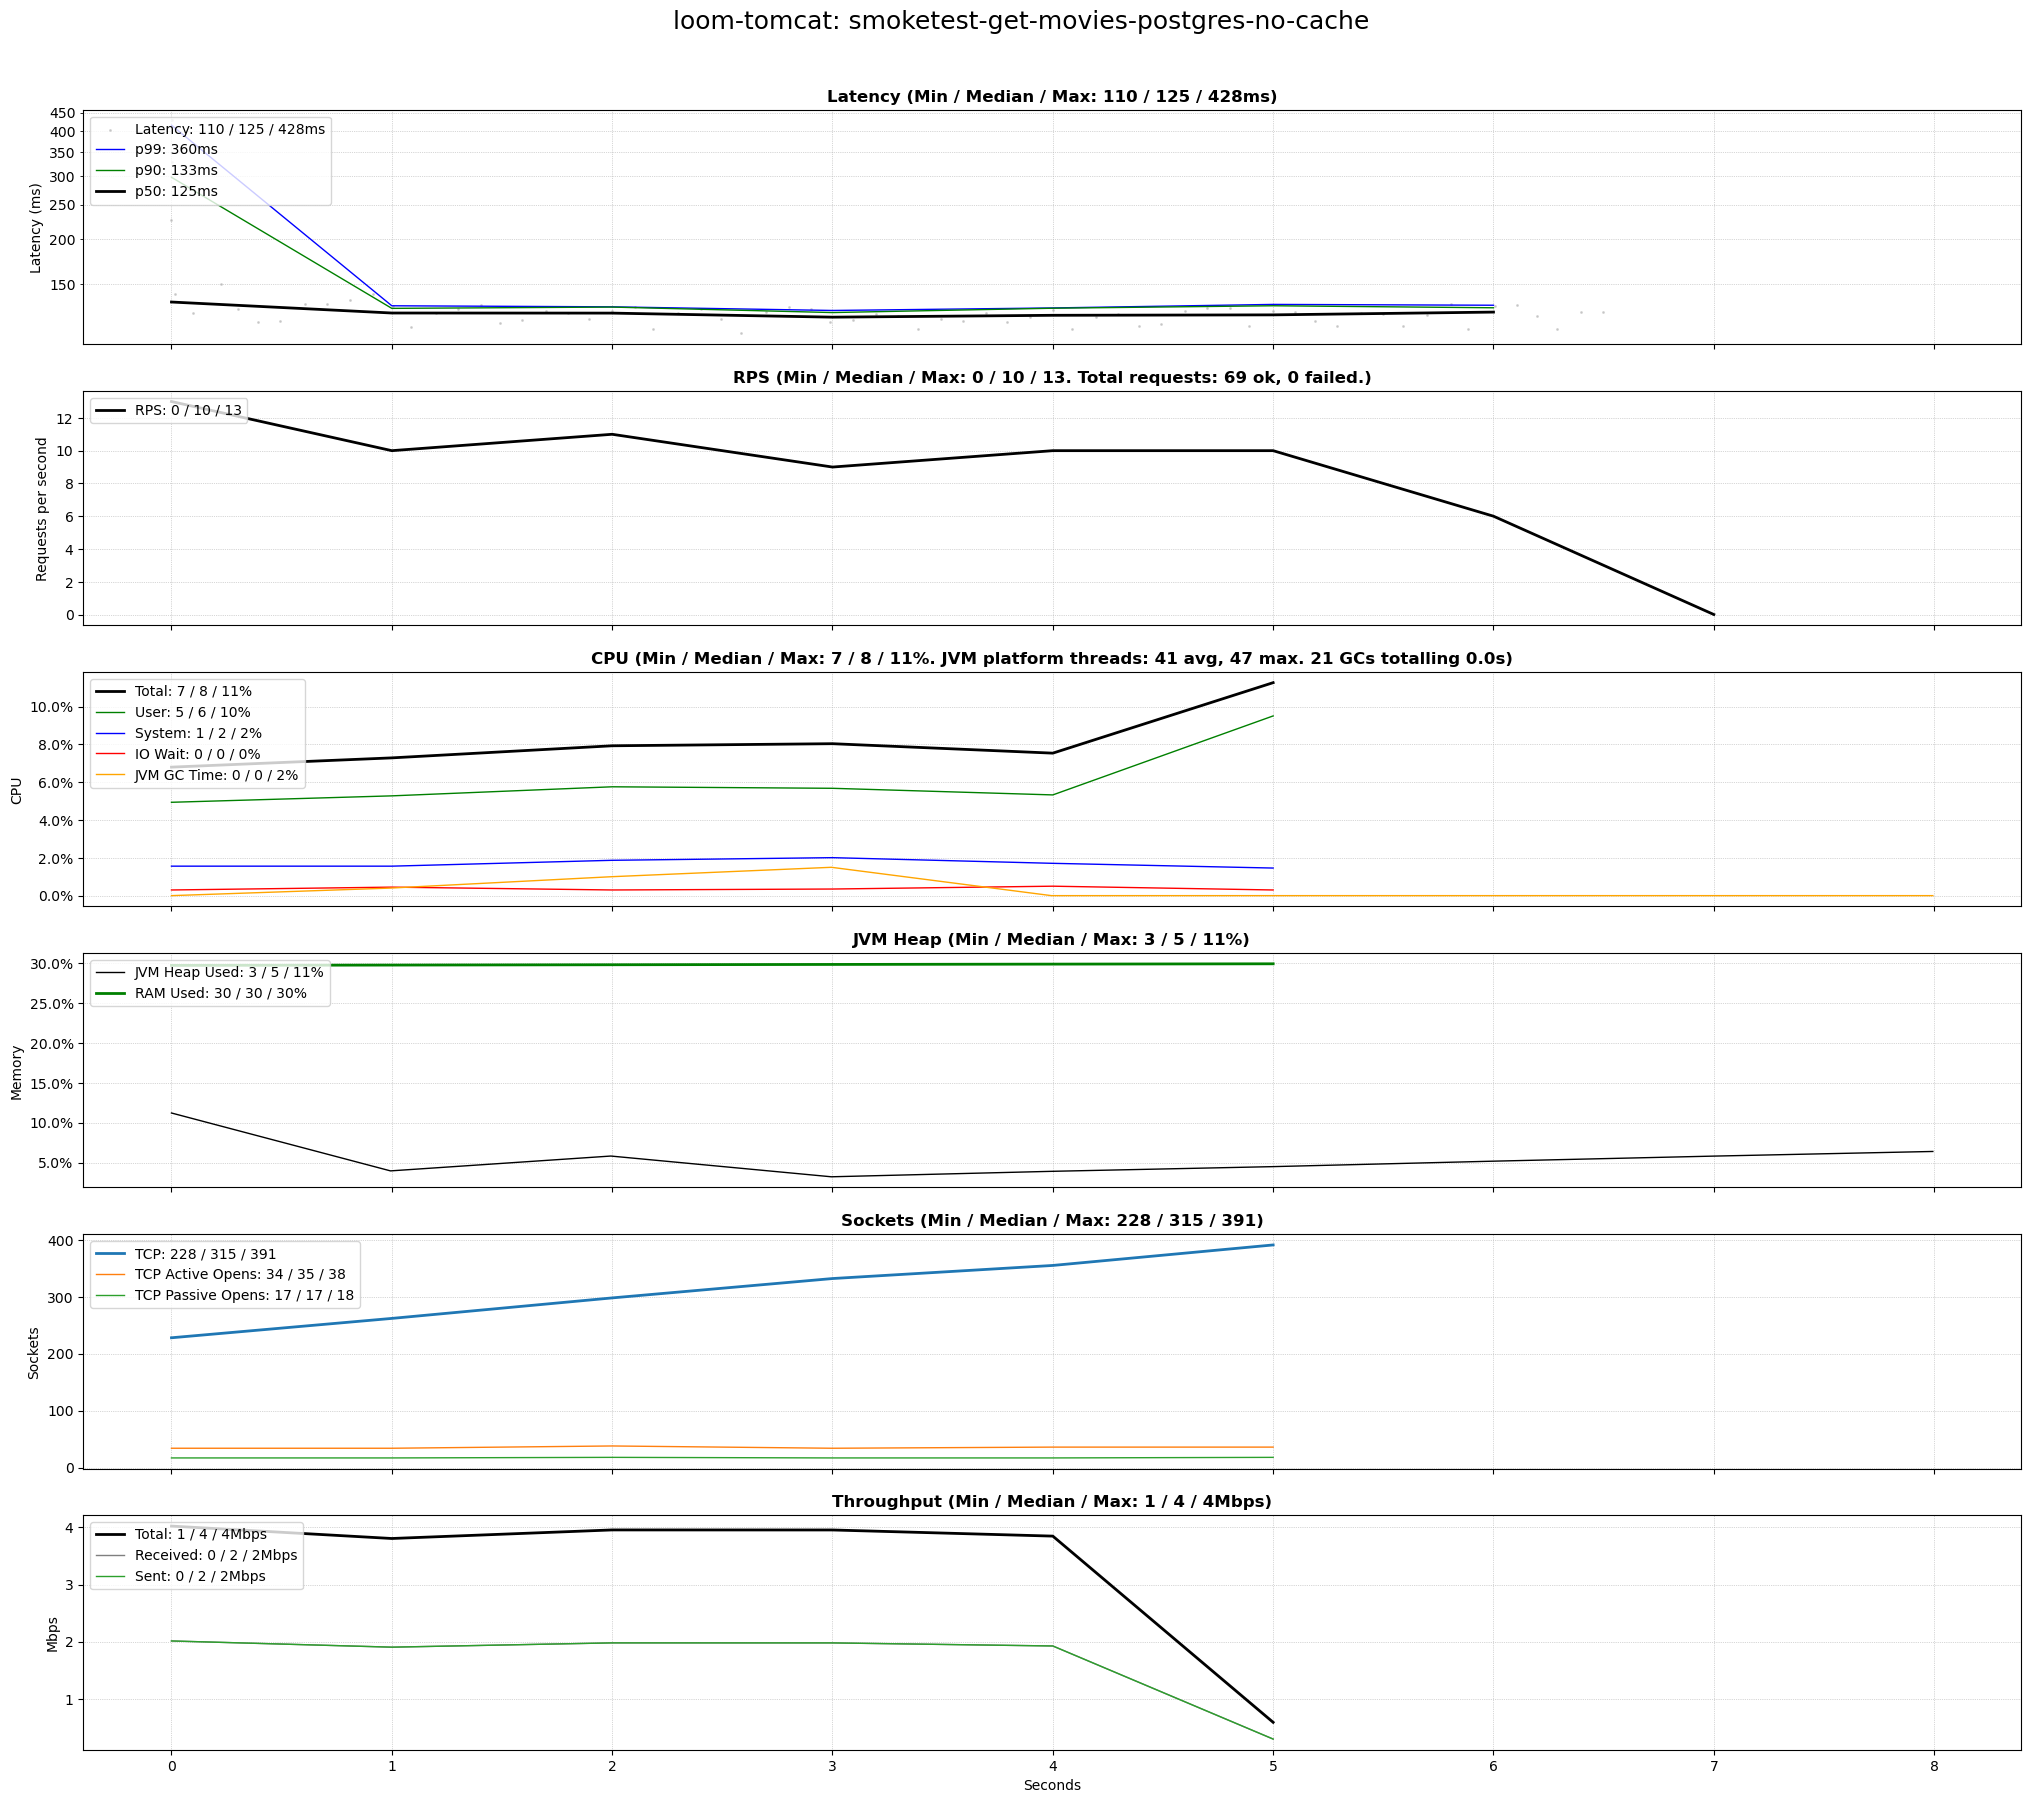 loom-tomcat: smoketest-get-movies-postgres-no-cache
Latency (Min / Median / Max: 110 / 125 / 428ms)
Latency (ms)
450
400
350
300
250
200
150
Latency: 110 / 125 / 428ms
p99: 360ms
p90: 133ms
p50: 125ms
RPS (Min / Median / Max: 0 / 10 / 13. Total requests: 69 ok, 0 failed.)
Requests per second
12
10
8
6
4
2
0
RPS: 0 / 10 / 13
CPU (Min / Median / Max: 7 / 8 / 11%. JVM platform threads: 41 avg, 47 max. 21 GCs totalling 0.0s)
CPU
10.0%
8.0%
6.0%
4.0%
2.0%
0.0%
Total: 7 / 8 / 11%
User: 5 / 6 / 10%
System: 1 / 2 / 2%
IO Wait: 0 / 0 / 0%
JVM GC Time: 0 / 0 / 2%
JVM Heap (Min / Median / Max: 3 / 5 / 11%)
Memory
30.0%
25.0%
20.0%
15.0%
10.0%
5.0%
JVM Heap Used: 3 / 5 / 11%
RAM Used: 30 / 30 / 30%
Sockets (Min / Median / Max: 228 / 315 / 391)
Sockets
400
300
200
100
0
TCP: 228 / 315 / 391
TCP Active Opens: 34 / 35 / 38
TCP Passive Opens: 17 / 17 / 18
Throughput (Min / Median / Max: 1 / 4 / 4Mbps)
Mbps
4
3
2
1
Total: 1 / 4 / 4Mbps
Received: 0 / 2 / 2Mbps
Sent: 0 / 2 / 2Mbps
0 1 2 3 4 5 6 7 8
Seconds